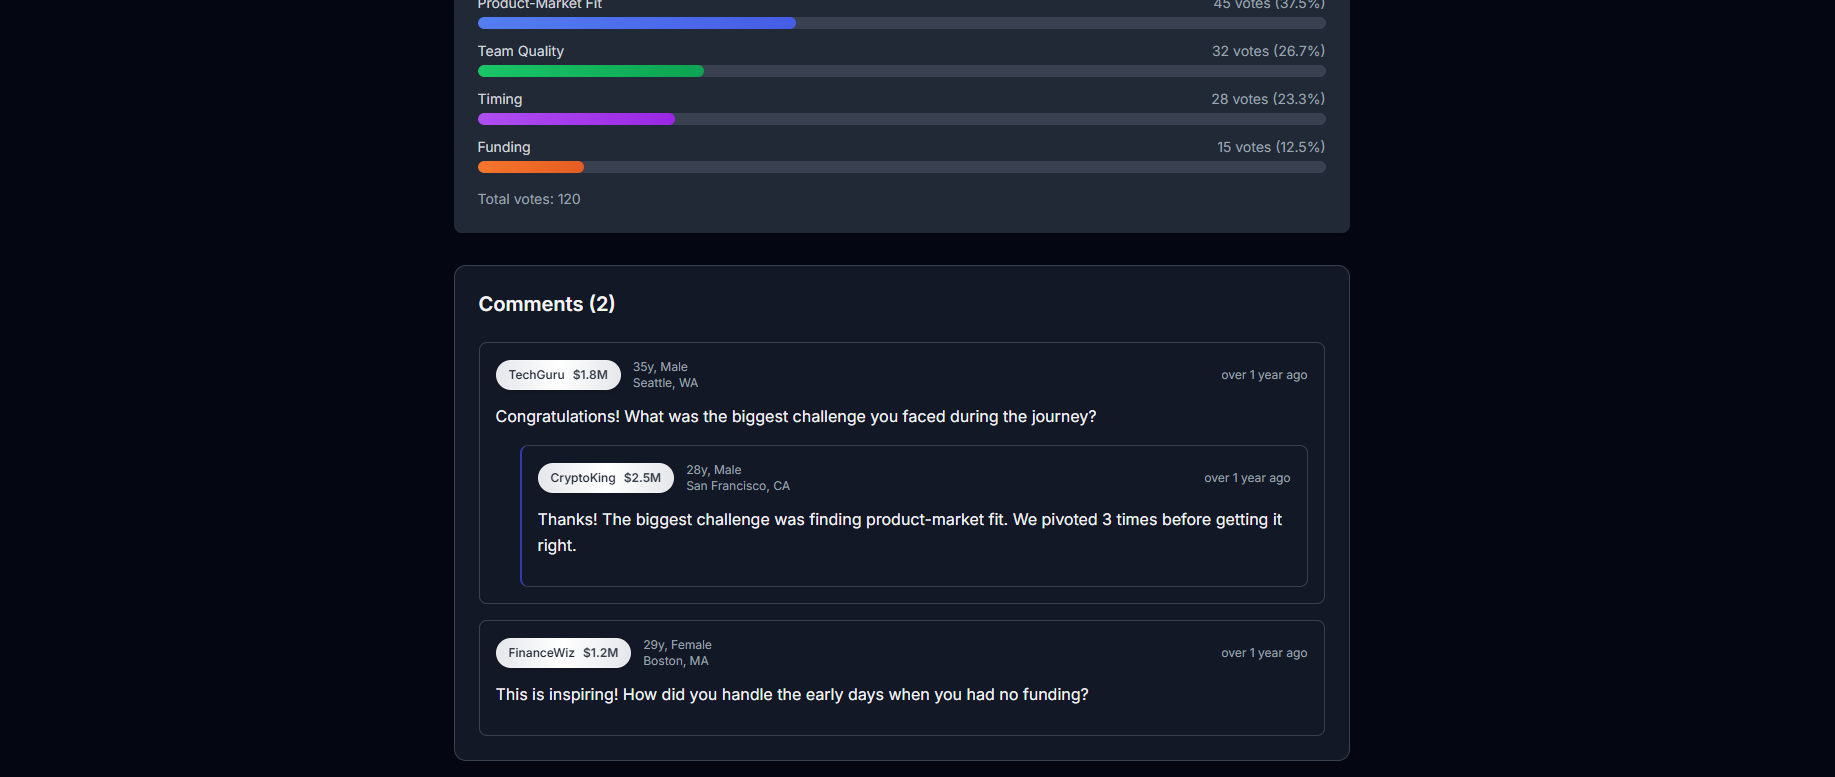 Product-Market Fit 45 votes (37.5%)
Team Quality 32 votes (26.7%)
Timing 28 votes (23.3%)
Funding 15 votes (12.5%)
Total votes: 120
Comments (2)
TechGuru $1.8M 35y, Male
Seattle, WA
over 1 year ago
Congratulations! What was the biggest challenge you faced during the journey?
CryptoKing $2.5M 28y, Male
San Francisco, CA
over 1 year ago
Thanks! The biggest challenge was finding product-market fit. We pivoted 3 times before getting it
right.
FinanceWiz $1.2M 29y, Female
Boston, MA
over 1 year ago
This is inspiring! How did you handle the early days when you had no funding?